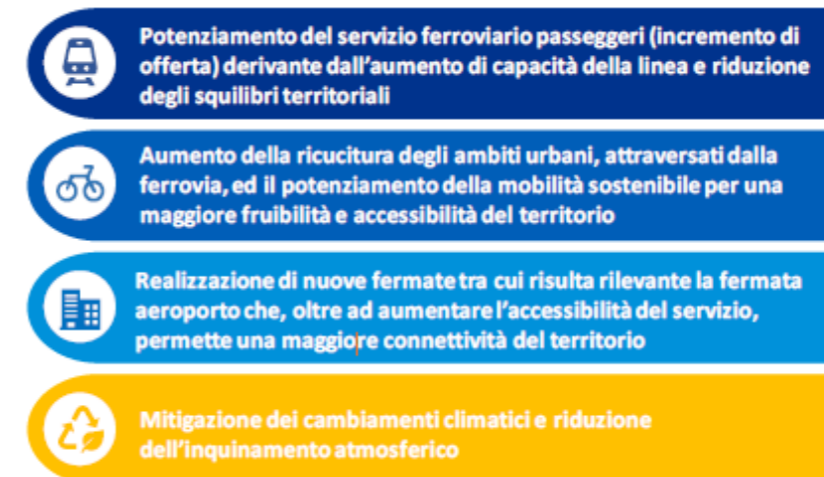 Potenziamento del servizio ferroviario passeggeri (incremento di
offerta) derivante dall'aumento di capacità della linea e riduzione
degli squilibri territoriali
Aumento della ricucitura degli ambiti urbani, attraversati dalla
ferrovia, ed il potenziamento della mobilità sostenibile per una
maggiore fruibilità e accessibilità del territorio
Realizzazione di nuove fermate tra cui risulta rilevante la fermata
aeroporto che, oltre ad aumentare l'accessibilità del servizio,
permette una maggiore connettività del territorio
Mitigazione dei cambiamenti climatici e riduzione
dell'inquinamento atmosferico